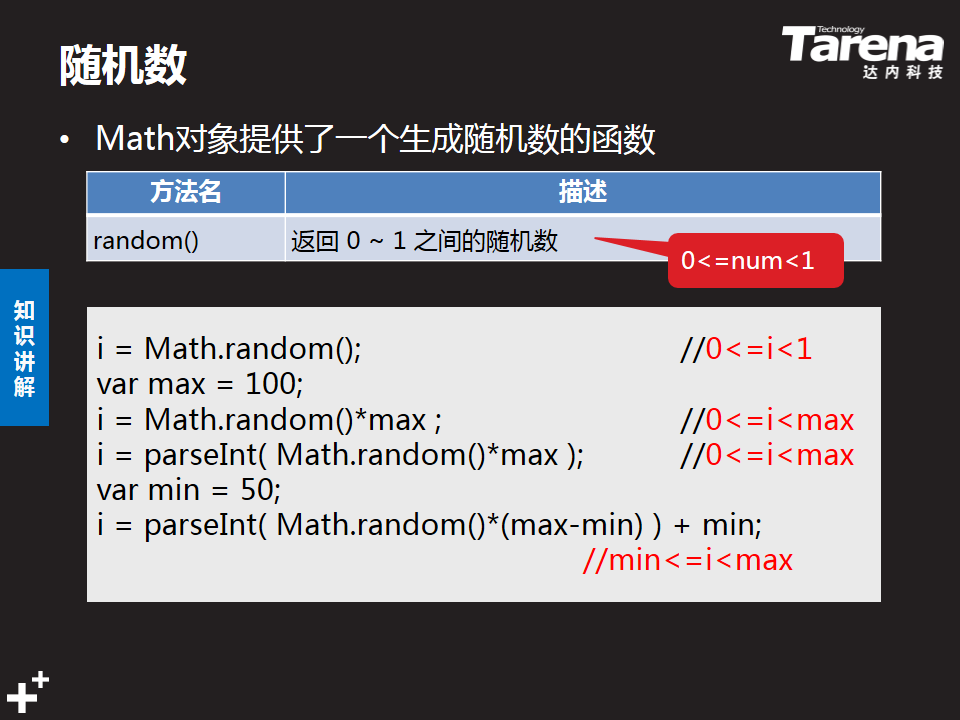 随机数
Technology
Tarena
达内科技
• Math对象提供了一个生成随机数的函数
方法名 描述
random() 返回 0 ~ 1 之间的随机数
0<=num<1
知识讲解
i = Math.random(); //0<=i<1
var max = 100;
i = Math.random()*max ; //0<=i<max
i = parseInt( Math.random()*max ); //0<=i<max
var min = 50;
i = parseInt( Math.random()*(max-min) ) + min;
//min<=i<max